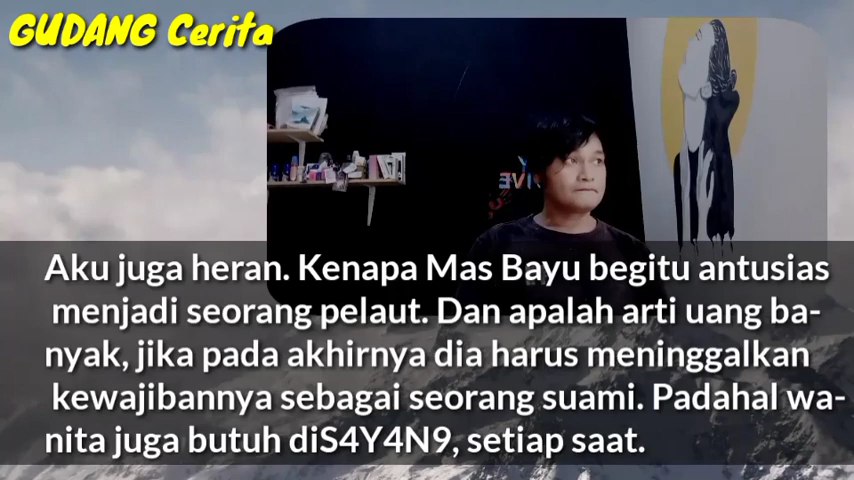 GUDANG Cerita
Aku juga heran. Kenapa Mas Bayu begitu antusias
menjadi seorang pelaut. Dan apalah arti uang ba-
nyak, jika pada akhirnya dia harus meninggalkan
kewajibannya sebagai seorang suami. Padahal wa-
nita juga butuh diS4Y4N9, setiap saat.